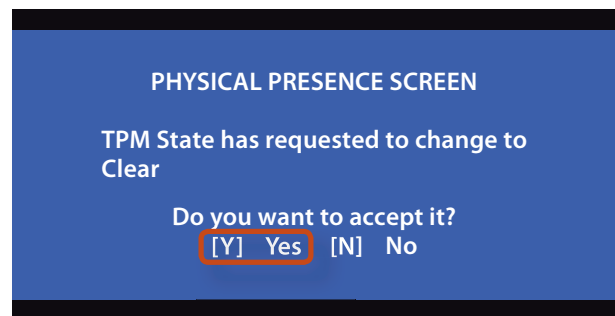 PHYSICAL PRESENCE SCREEN
TPM State has requested to change to
Clear
Do you want to accept it?
[Y] Yes [N] No